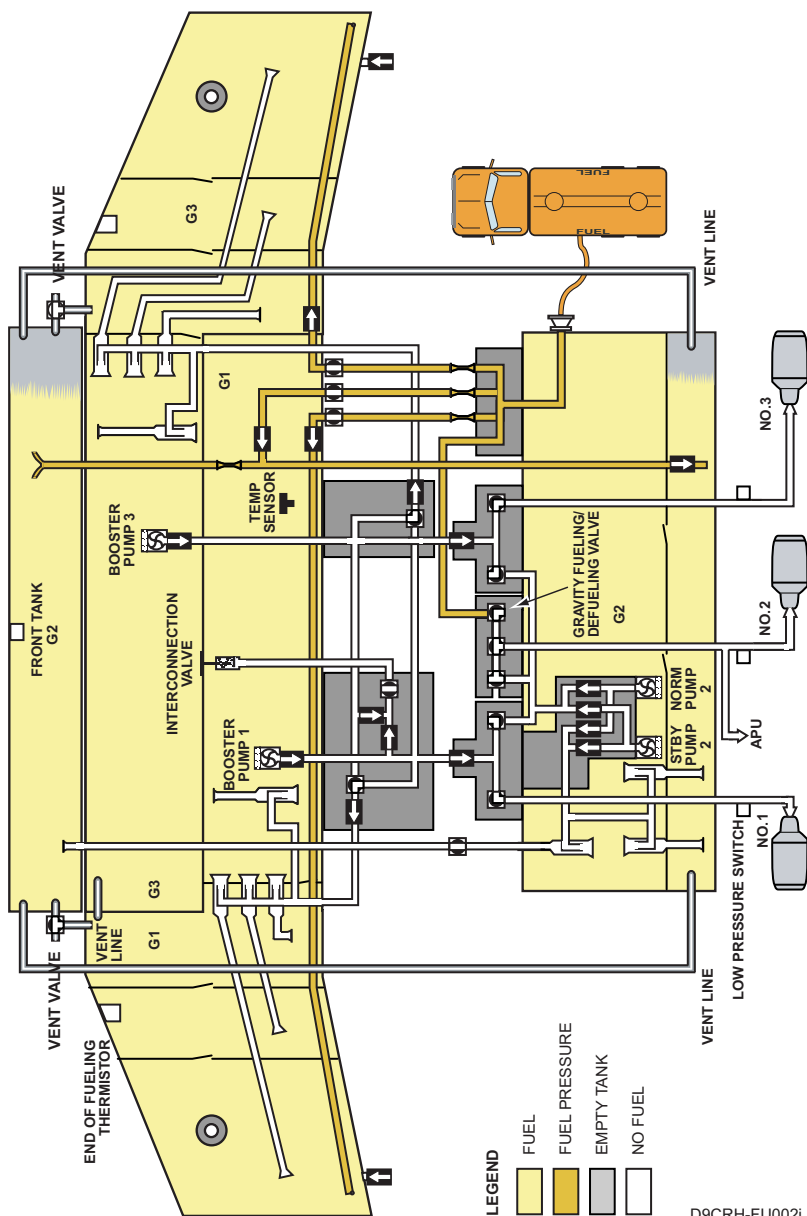 VENT VALVE
G3
FUEL
FUEL
VENT LINE
G1
NO.3
TEMP
SENSOR
BOOSTER
PUMP 3
FRONT TANK
G2
GRAVITY FUELING/
DEFUELING VALVE
G2
NO.2
INTERCONNECTION
VALVE
NORM
PUMP
2
STBY
PUMP
2
APU
BOOSTER
PUMP 1
NO.1
LOW PRESSURE SWITCH
G3
VENT
LINE
G1
VENT VALVE
VENT LINE
END OF FUELING
THERMISTOR
LEGEND
FUEL
FUEL PRESSURE
EMPTY TANK
NO FUEL
D9CRH-FU002i